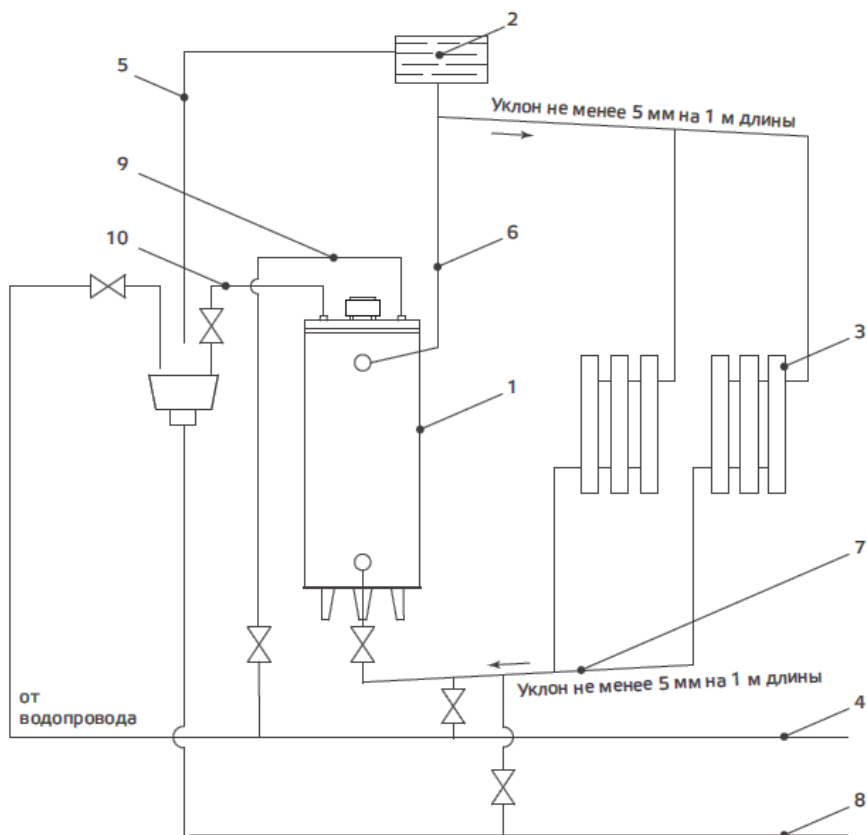 2
5
Уклон не менее 5 мм на 1 м длины
9
6
10
3
1
7
Уклон не менее 5 мм на 1 м длины
от
водопровода
4
8